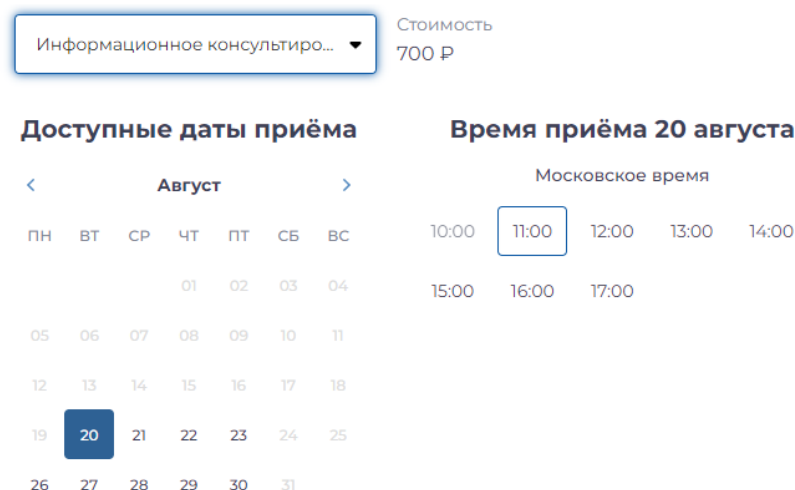 Информационное консультиро...
Стоимость
700 ₽
Доступные даты приёма
Август
ПН ВТ СР ЧТ ПТ СБ ВС
01 02 03 04
05 06 07 08 09 10 11
12 13 14 15 16 17 18
19 20 21 22 23 24 25
26 27 28 29 30 31
Время приёма 20 августа
Московское время
10:00 11:00 12:00 13:00 14:00
15:00 16:00 17:00